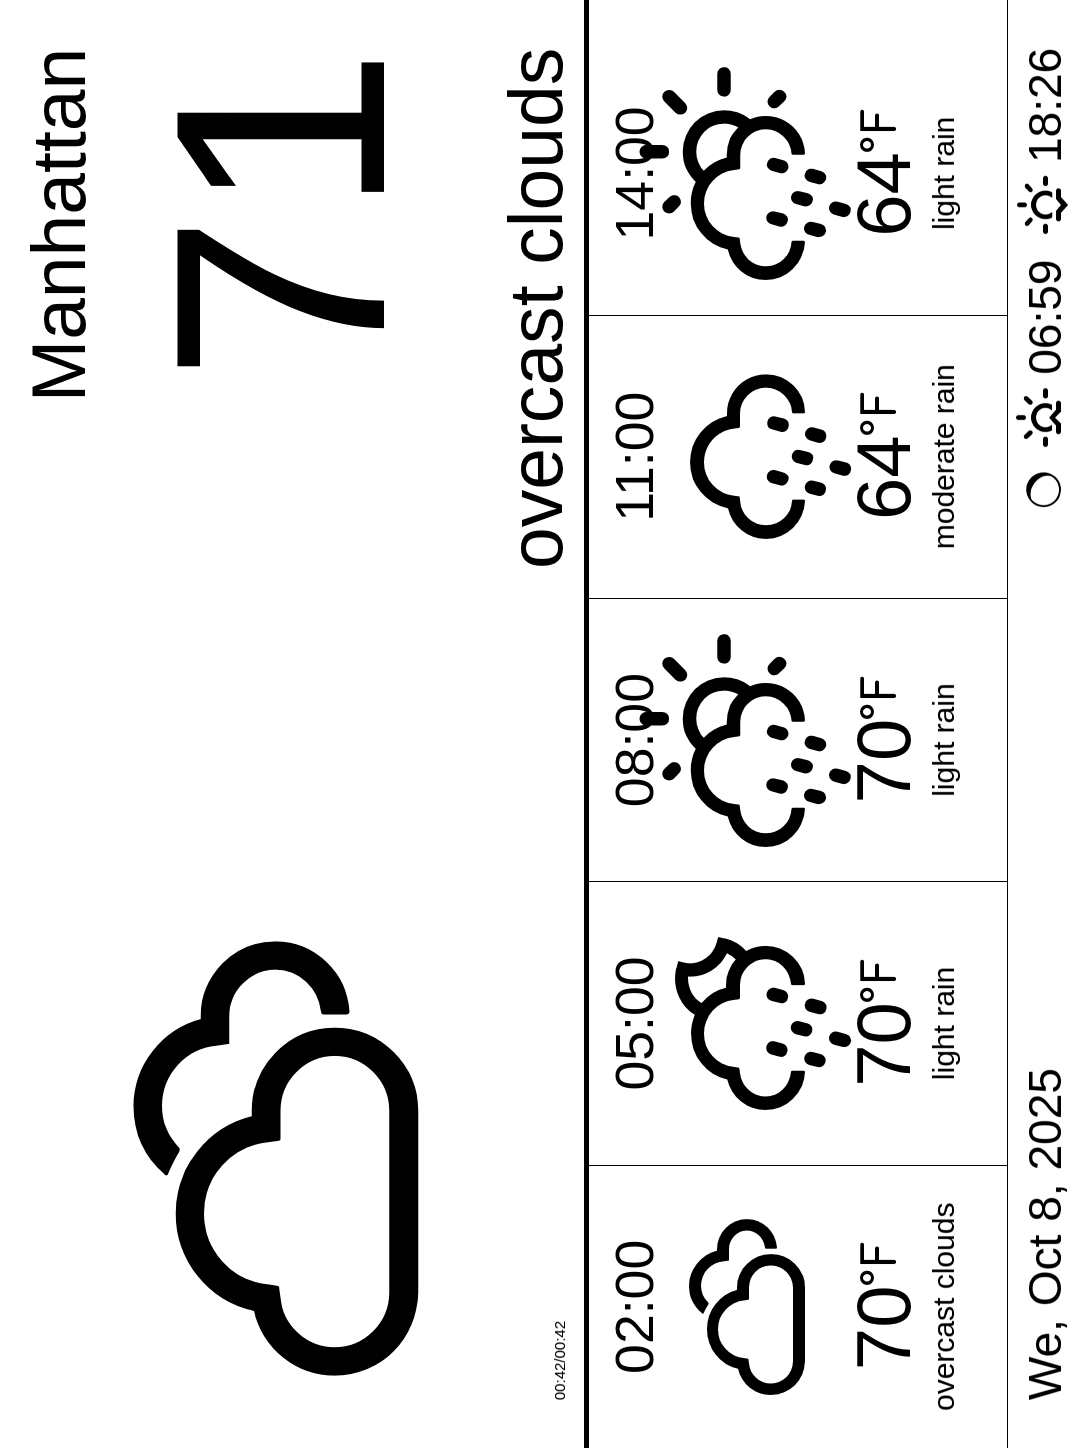 Manhattan
71
overcast clouds
00:42/00:42
02:00
70°F
overcast clouds
05:00
70°F
light rain
08:00
70°F
light rain
11:00
64°F
moderate rain
14:00
64°F
light rain
We, Oct 8, 2025
06:59
18:26